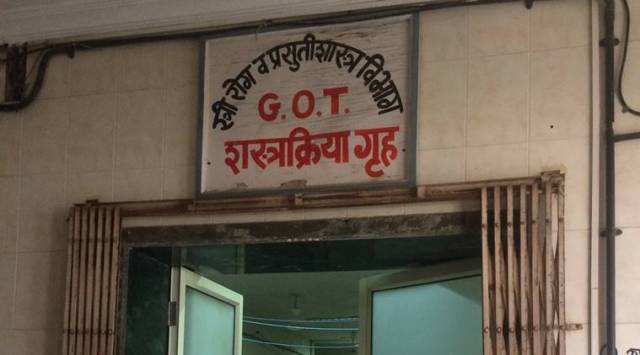 स्त्री रोग व प्रसुतीशास्त्र विभाग
G.O.T.
शस्त्रक्रिया गृह